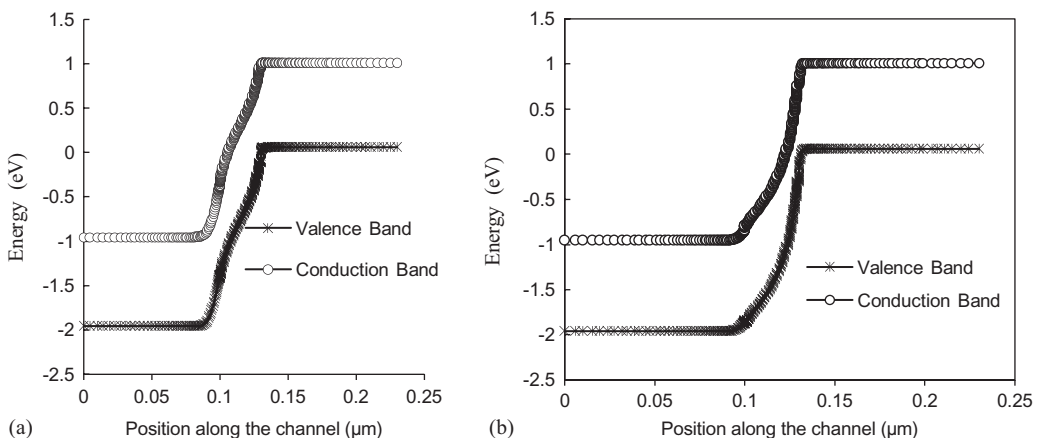 1.5
1
0.5
0
-0.5
-1
-1.5
-2
-2.5
Energy (eV)
Valence Band
Conduction Band
0 0.05 0.1 0.15 0.2 0.25
(a) Position along the channel (µm)
1.5
1
0.5
0
-0.5
-1
-1.5
-2
-2.5
Energy (eV)
Valence Band
Conduction Band
0 0.05 0.1 0.15 0.2 0.25
(b) Position along the channel (µm)